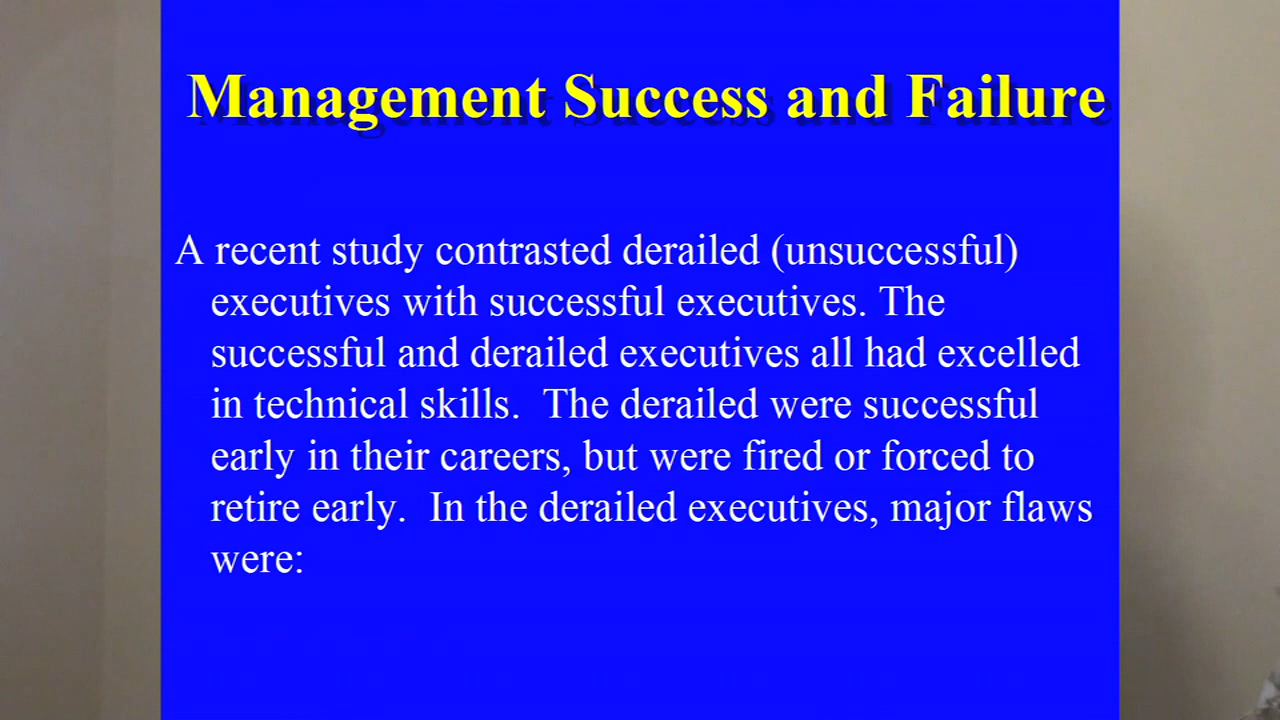 Management Success and Failure
A recent study contrasted derailed (unsuccessful)
executives with successful executives. The
successful and derailed executives all had excelled
in technical skills.  The derailed were successful
early in their careers, but were fired or forced to
retire early.  In the derailed executives, major flaws
were: